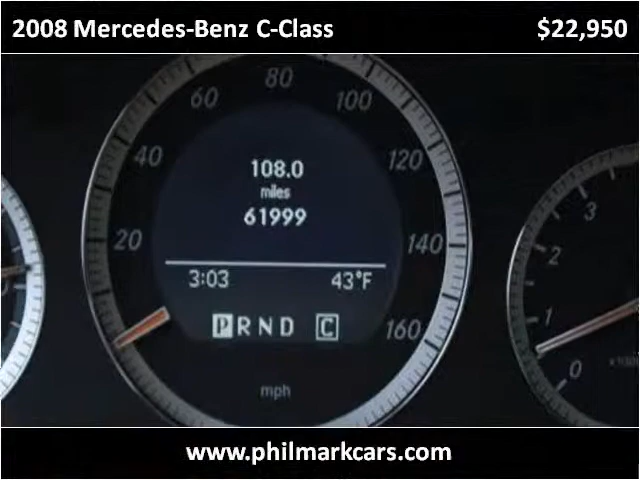 2008 Mercedes-Benz C-Class $22,950
80
60 100
40 120
20 140
160
108.0
miles
61999
3:03 43°F
P R N D C
mph
3
2
1
0
www.philmarkcars.com